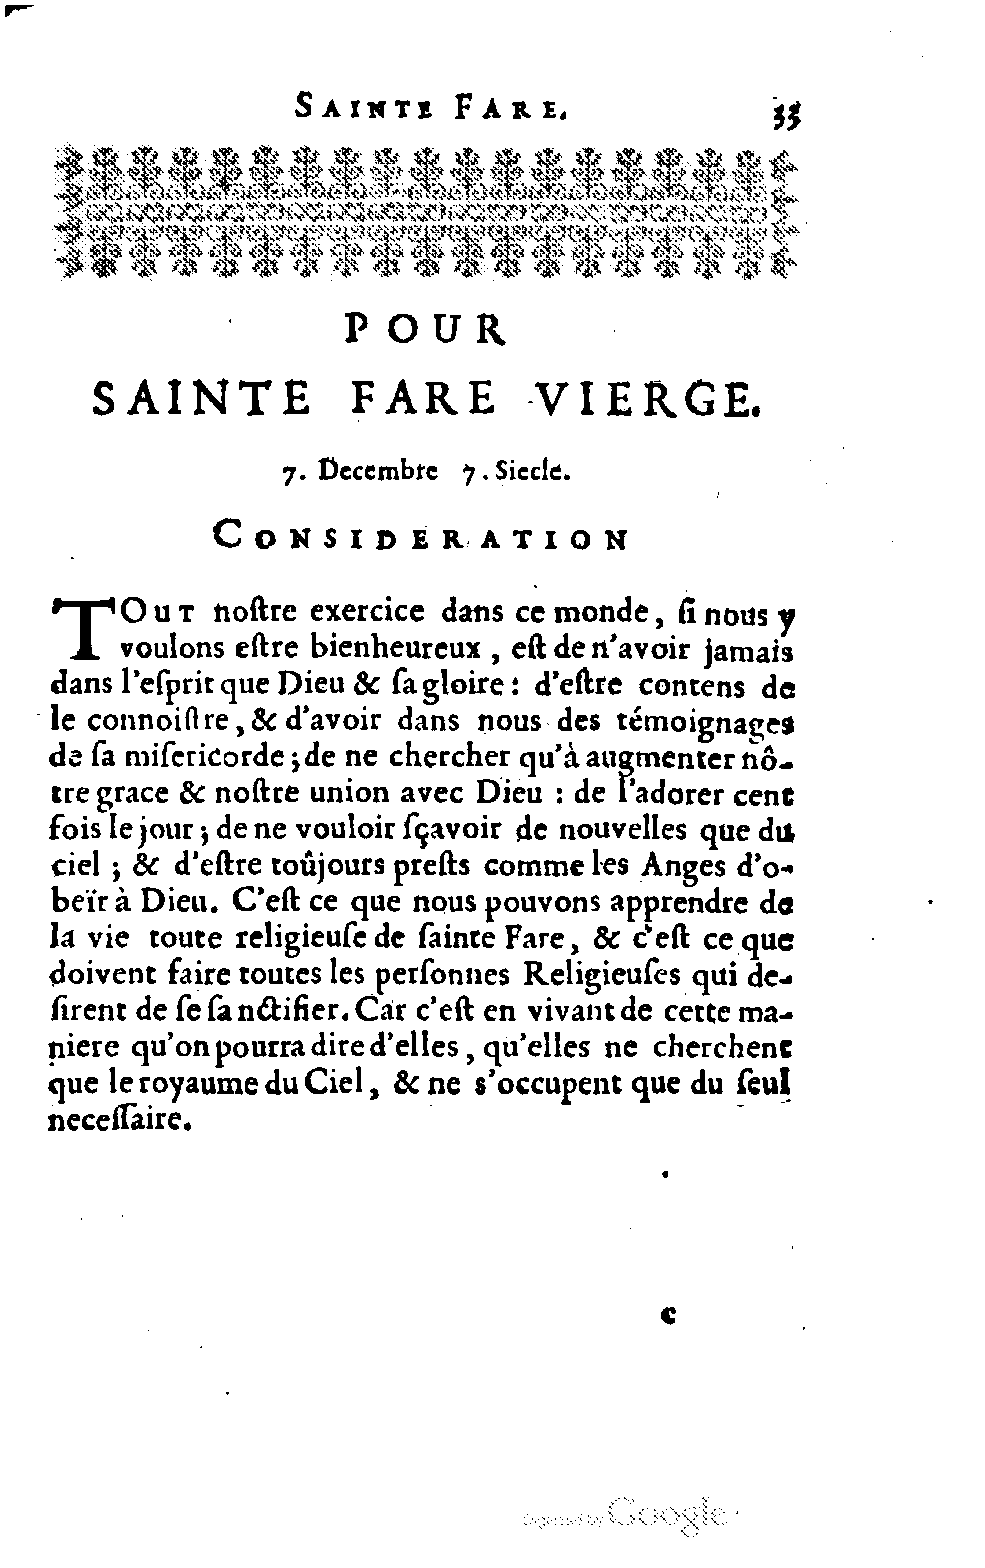 SAINTE FARE. 33
POUR
SAINTE FARE VIERGE.
7. Decembre 7. Siecle.
CONSIDERATION
TOUT noſtre exercice dans ce monde, ſi nous y
voulons eſtre bienheureux, eſt de n'avoir jamais
dans l'eſprit que Dieu & ſa gloire: d'eſtre contens de
le connoiſtre, & d'avoir dans nous des témoignages
de ſa miſericorde; de ne chercher qu'à augmenter nô-
tre grace & noſtre union avec Dieu : de l'adorer cent
fois le jour; de ne vouloir ſçavoir de nouvelles que du
ciel ; & d'eſtre toûjours preſts comme les Anges d'o-
beïr à Dieu. C'eſt ce que nous pouvons apprendre de
la vie toute religieuſe de ſainte Fare, & c'eſt ce que
doivent faire toutes les perſonnes Religieuſes qui de-
ſirent de ſe ſanctifier. Car c'eſt en vivant de cette ma-
niere qu'on pourra dire d'elles, qu'elles ne cherchent
que le royaume du Ciel, & ne s'occupent que du ſeul
neceſſaire.
C
Digitized by Google